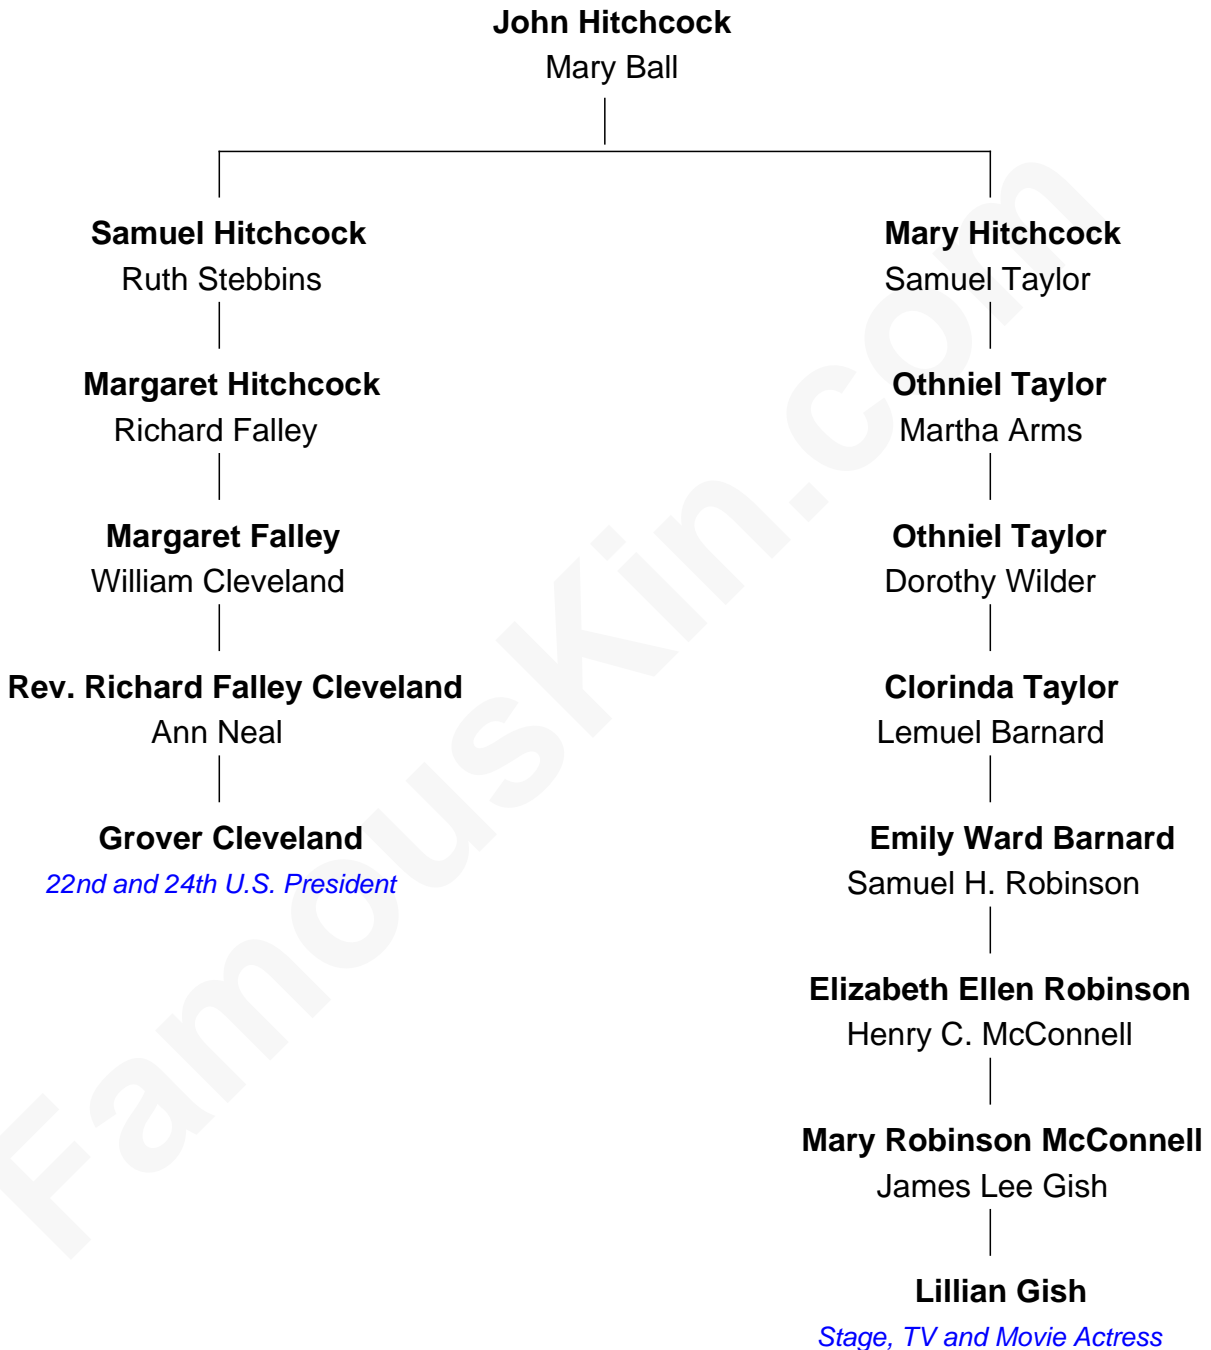 John Hitchcock
Mary Ball
Samuel Hitchcock
Ruth Stebbins
Margaret Hitchcock
Richard Falley
Margaret Falley
William Cleveland
Rev. Richard Falley Cleveland
Ann Neal
Grover Cleveland
22nd and 24th U.S. President
Mary Hitchcock
Samuel Taylor
Othniel Taylor
Martha Arms
Othniel Taylor
Dorothy Wilder
Clorinda Taylor
Lemuel Barnard
Emily Ward Barnard
Samuel H. Robinson
Elizabeth Ellen Robinson
Henry C. McConnell
Mary Robinson McConnell
James Lee Gish
Lillian Gish
Stage, TV and Movie Actress
FamousKin.com